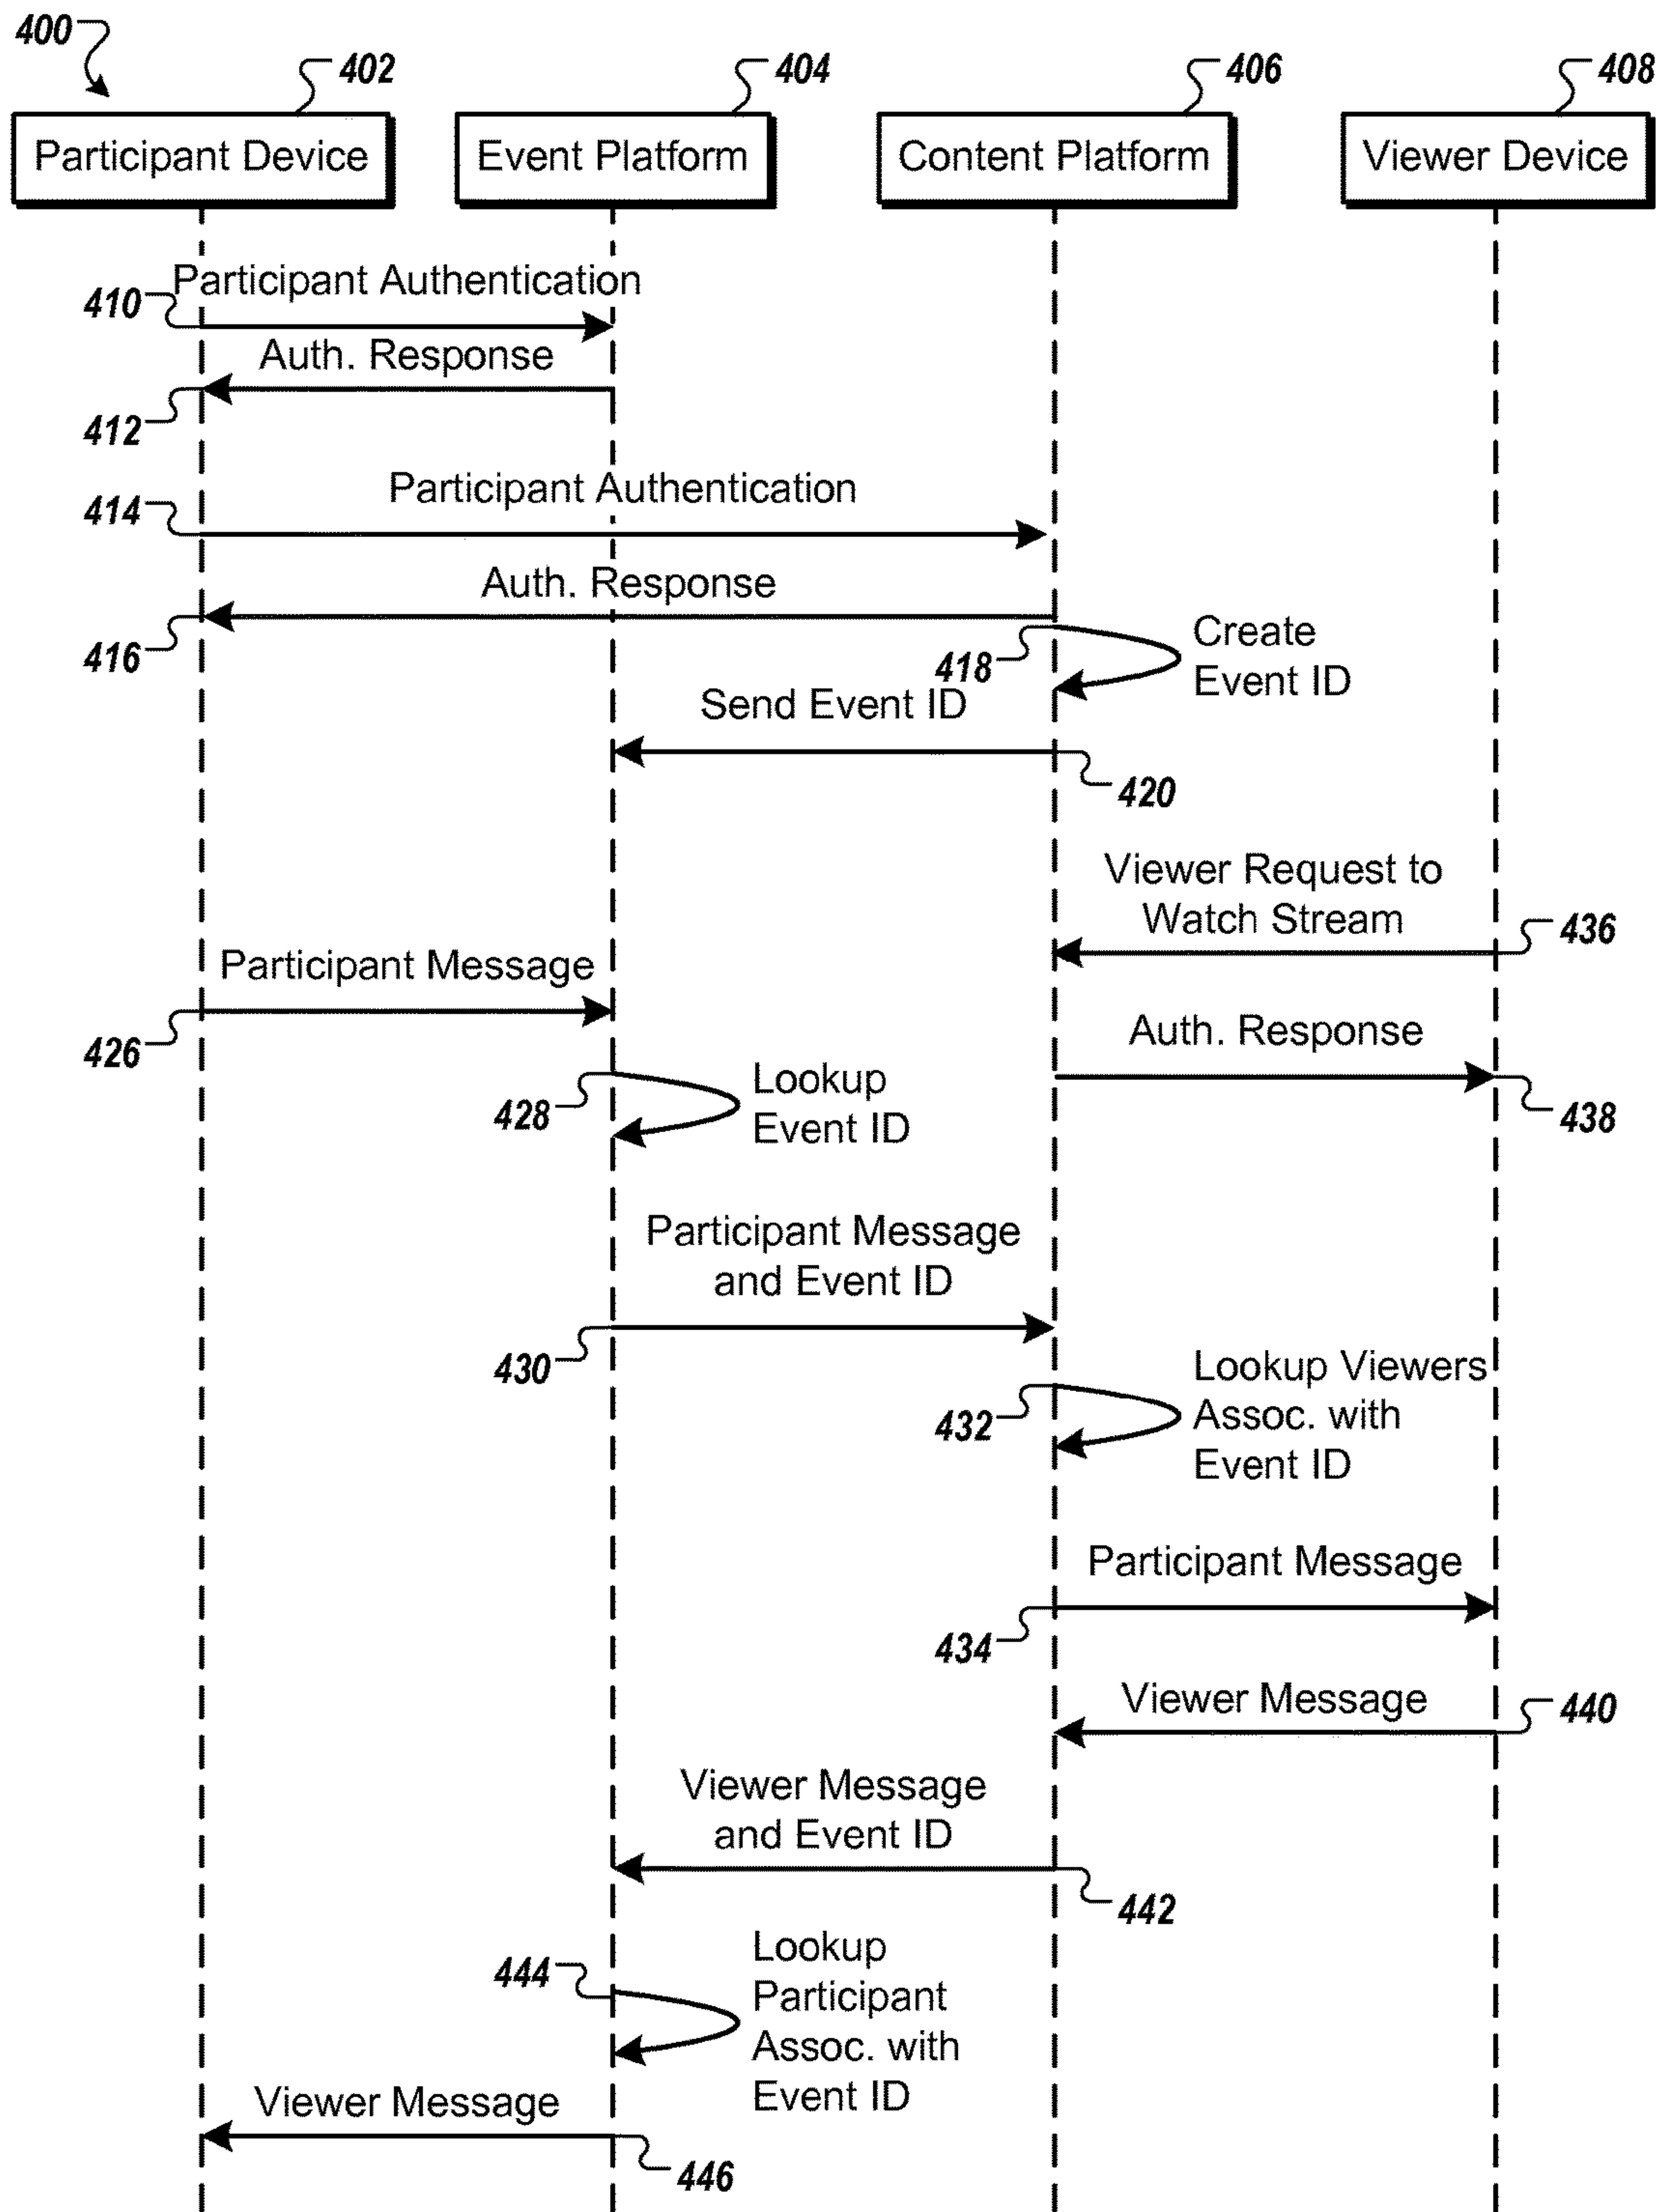 400
402
404
406
408
Participant Device
Event Platform
Content Platform
Viewer Device
Participant Authentication
410
Auth. Response
412
Participant Authentication
414
Auth. Response
416
418
Create
Event ID
Send Event ID
420
Viewer Request to
Watch Stream
436
Participant Message
426
Auth. Response
438
428
Lookup
Event ID
Participant Message
and Event ID
430
Lookup Viewers
Assoc. with
Event ID
432
Participant Message
434
Viewer Message
440
Viewer Message
and Event ID
442
444
Lookup
Participant
Assoc. with
Event ID
Viewer Message
446